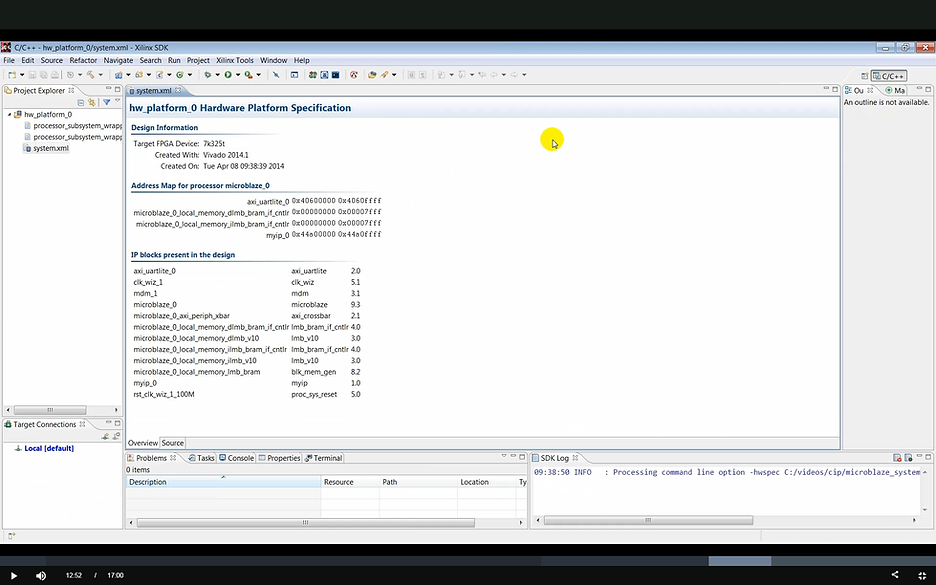 C/C++ - hw_platform_0/system.xml - Xilinx SDK
File Edit Source Refactor Navigate Search Run Project Xilinx Tools Window Help
C/C++
Project Explorer
hw_platform_0
processor_subsystem_wrapp
processor_subsystem_wrapp
system.xml
system.xml
hw_platform_0 Hardware Platform Specification
Design Information
Target FPGA Device: 7k325t
Created With: Vivado 2014.1
Created On: Tue Apr 08 09:38:39 2014
Address Map for processor microblaze_0
axi_uartlite_0 0x40600000 0x4060ffff
microblaze_0_local_memory_dlmb_bram_if_cntlr 0x00000000 0x00007fff
microblaze_0_local_memory_ilmb_bram_if_cntlr 0x00000000 0x00007fff
myip_0 0x44a00000 0x44a0ffff
IP blocks present in the design
axi_uartlite_0 axi_uartlite 2.0
clk_wiz_1 clk_wiz 5.1
mdm_1 mdm 3.1
microblaze_0 microblaze 9.3
microblaze_0_axi_periph_xbar axi_crossbar 2.1
microblaze_0_local_memory_dlmb_bram_if_cntlr lmb_bram_if_cntlr 4.0
microblaze_0_local_memory_dlmb_v10 lmb_v10 3.0
microblaze_0_local_memory_ilmb_bram_if_cntlr lmb_bram_if_cntlr 4.0
microblaze_0_local_memory_ilmb_v10 lmb_v10 3.0
microblaze_0_local_memory_lmb_bram blk_mem_gen 8.2
myip_0 myip 1.0
rst_clk_wiz_1_100M proc_sys_reset 5.0
Overview Source
Ou Ma
An outline is not available.
Target Connections
Local [default]
Problems Tasks Console Properties Terminal
0 items
Description Resource Path Location Ty
SDK Log
09:38:50 INFO : Processing command line option -hwspec C:/videos/cip/microblaze_system
12:52 / 17:00